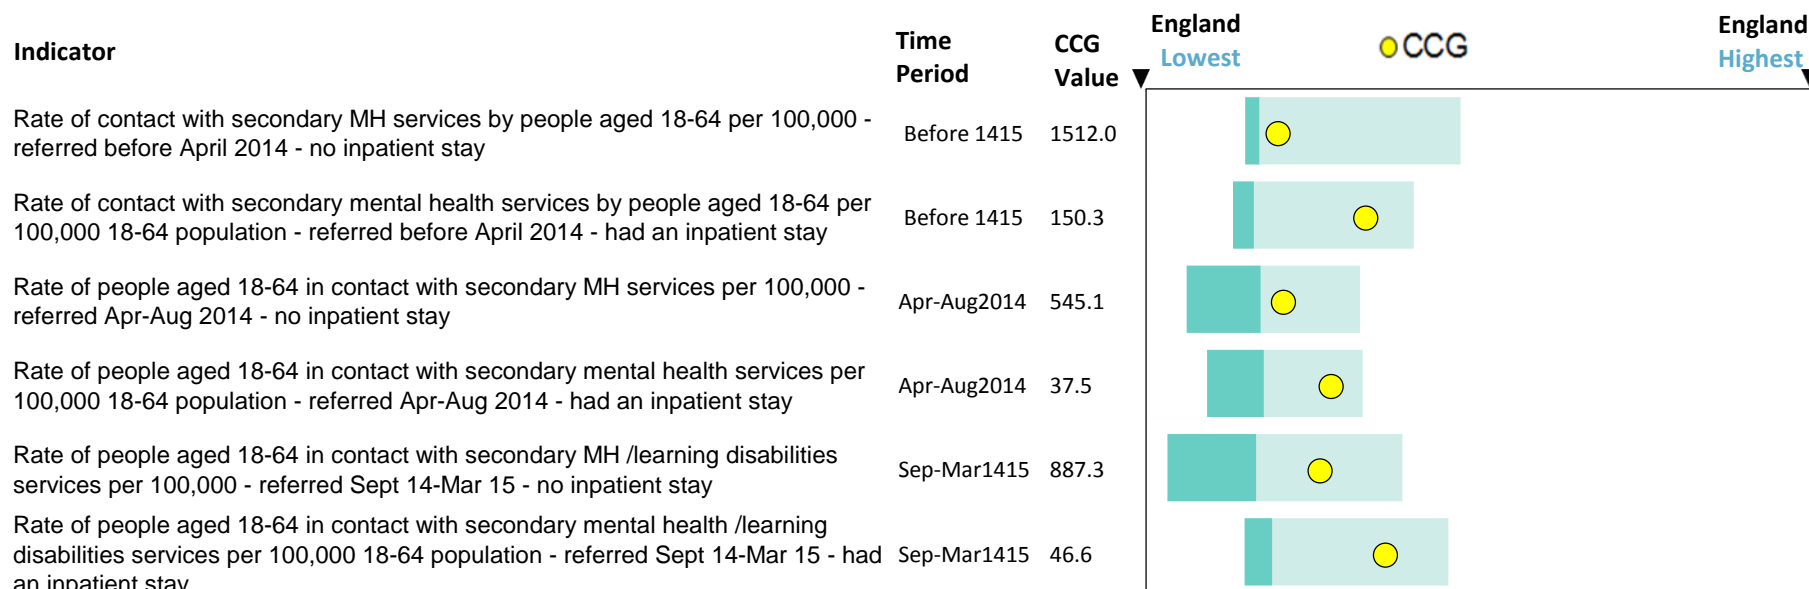 Indicator
Time Period
CCG Value
England Lowest
CCG
England Highest
Rate of contact with secondary MH services by people aged 18-64 per 100,000 -
referred before April 2014 - no inpatient stay
Before 1415 1512.0
Rate of contact with secondary mental health services by people aged 18-64 per
100,000 18-64 population - referred before April 2014 - had an inpatient stay
Before 1415 150.3
Rate of people aged 18-64 in contact with secondary MH services per 100,000 -
referred Apr-Aug 2014 - no inpatient stay
Apr-Aug2014 545.1
Rate of people aged 18-64 in contact with secondary mental health services per
100,000 18-64 population - referred Apr-Aug 2014 - had an inpatient stay
Apr-Aug2014 37.5
Rate of people aged 18-64 in contact with secondary MH /learning disabilities
services per 100,000 - referred Sept 14-Mar 15 - no inpatient stay
Sep-Mar1415 887.3
Rate of people aged 18-64 in contact with secondary mental health /learning
disabilities services per 100,000 18-64 population - referred Sept 14-Mar 15 - had
an inpatient stay
Sep-Mar1415 46.6